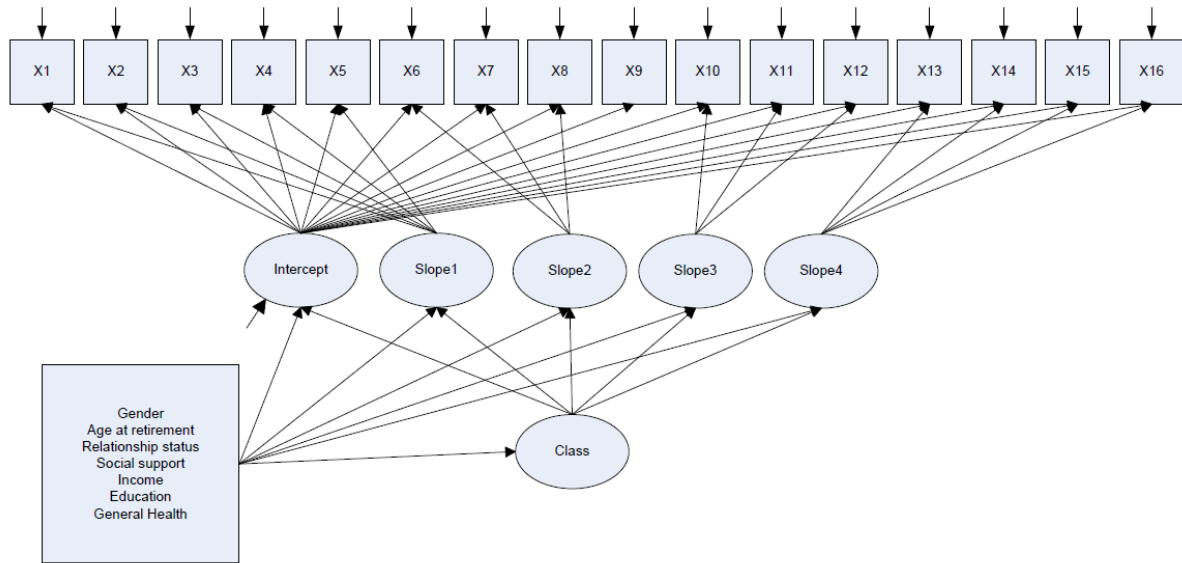 X1 X2 X3 X4 X5 X6 X7 X8 X9 X10 X11 X12 X13 X14 X15 X16
Intercept Slope1 Slope2 Slope3 Slope4
Gender
Age at retirement
Relationship status
Social support
Income
Education
General Health
Class